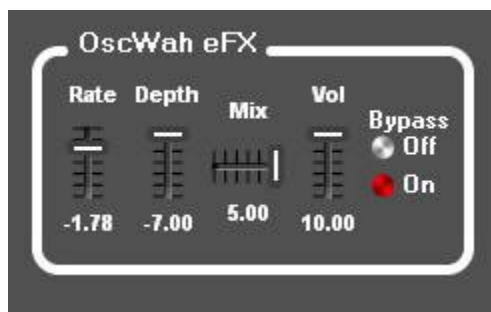 OscWah eFX
Rate Depth Mix Vol
Bypass
Off
On
-1.78 -7.00 5.00 10.00